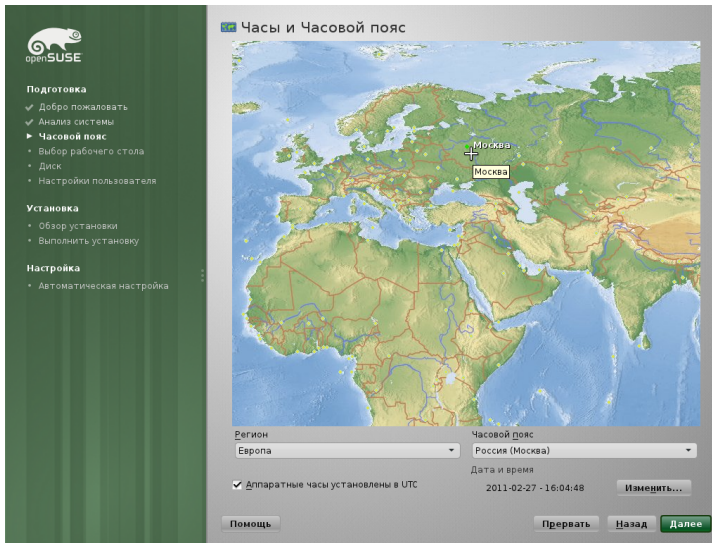 openSUSE
Подготовка
Добро пожаловать
Анализ системы
Часовой пояс
Выбор рабочего стола
Диск
Настройки пользователя
Установка
Обзор установки
Выполнить установку
Настройка
Автоматическая настройка
Часы и Часовой пояс
Москва
Москва
Регион
Часовой пояс
Европа
Россия (Москва)
Дата и время
Аппаратные часы установлены в UTC
2011-02-27 - 16:04:48
Изменить...
Помощь
Прервать
Назад
Далее